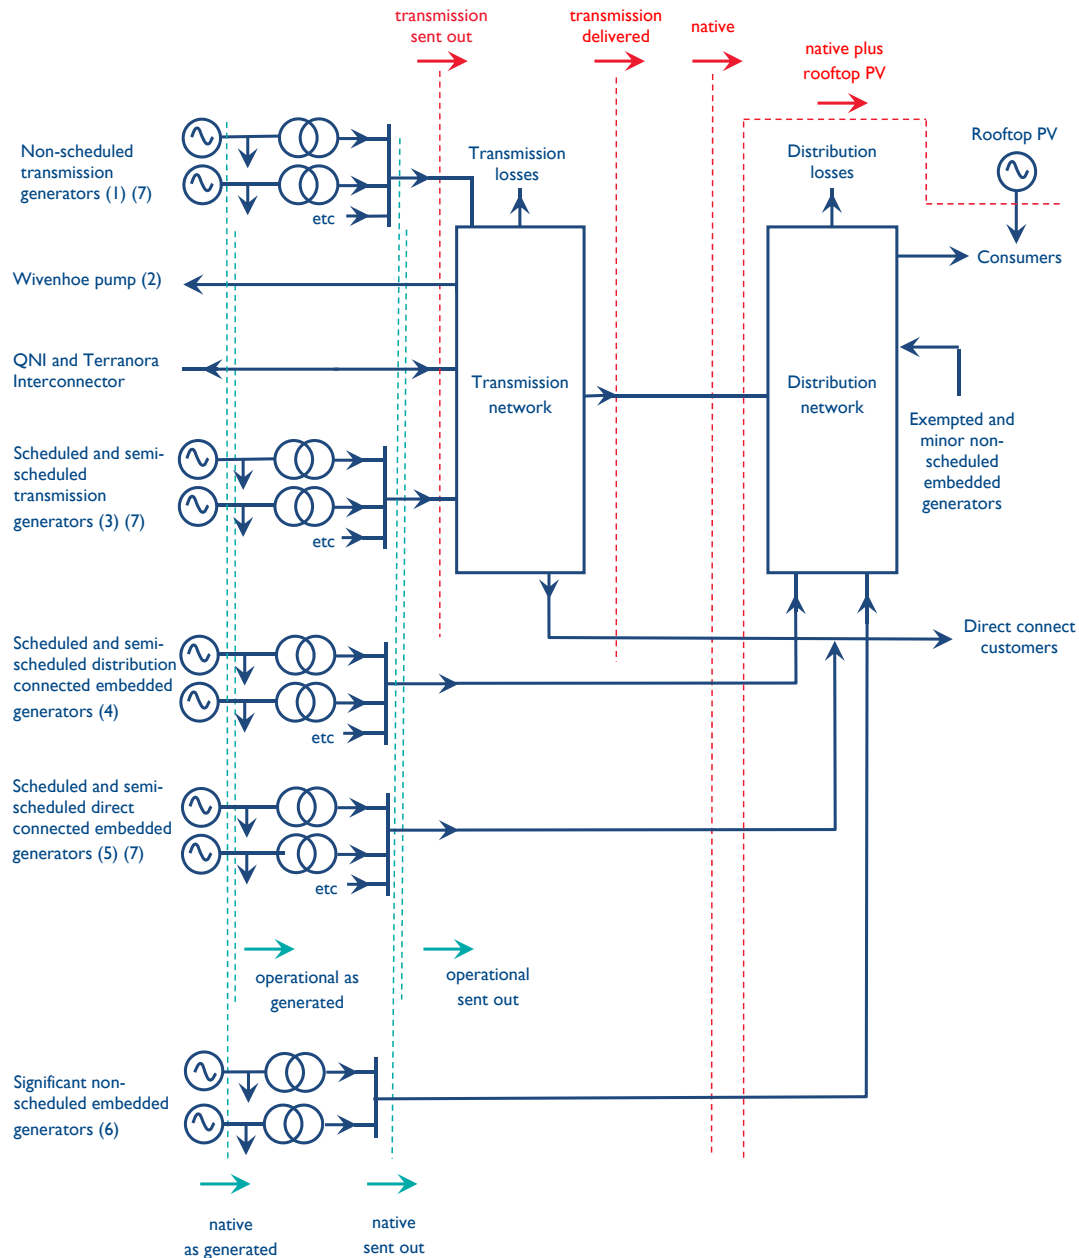 transmission
sent out
transmission
delivered
native
native plus
rooftop PV
Rooftop PV
Non-scheduled
transmission
generators (1) (7)
etc
Transmission
losses
Distribution
losses
Consumers
Wivenhoe pump (2)
QNI and Terranora
Interconnector
Transmission
network
Distribution
network
Exempted and
minor non-
scheduled
embedded
generators
Scheduled and semi-
scheduled
transmission
generators (3) (7)
etc
Direct connect
customers
Scheduled and semi-
scheduled distribution
connected embedded
generators (4)
etc
Scheduled and semi-
scheduled direct
connected embedded
generators (5) (7)
etc
operational as
generated
operational
sent out
Significant non-
scheduled embedded
generators (6)
native
as generated
native
sent out